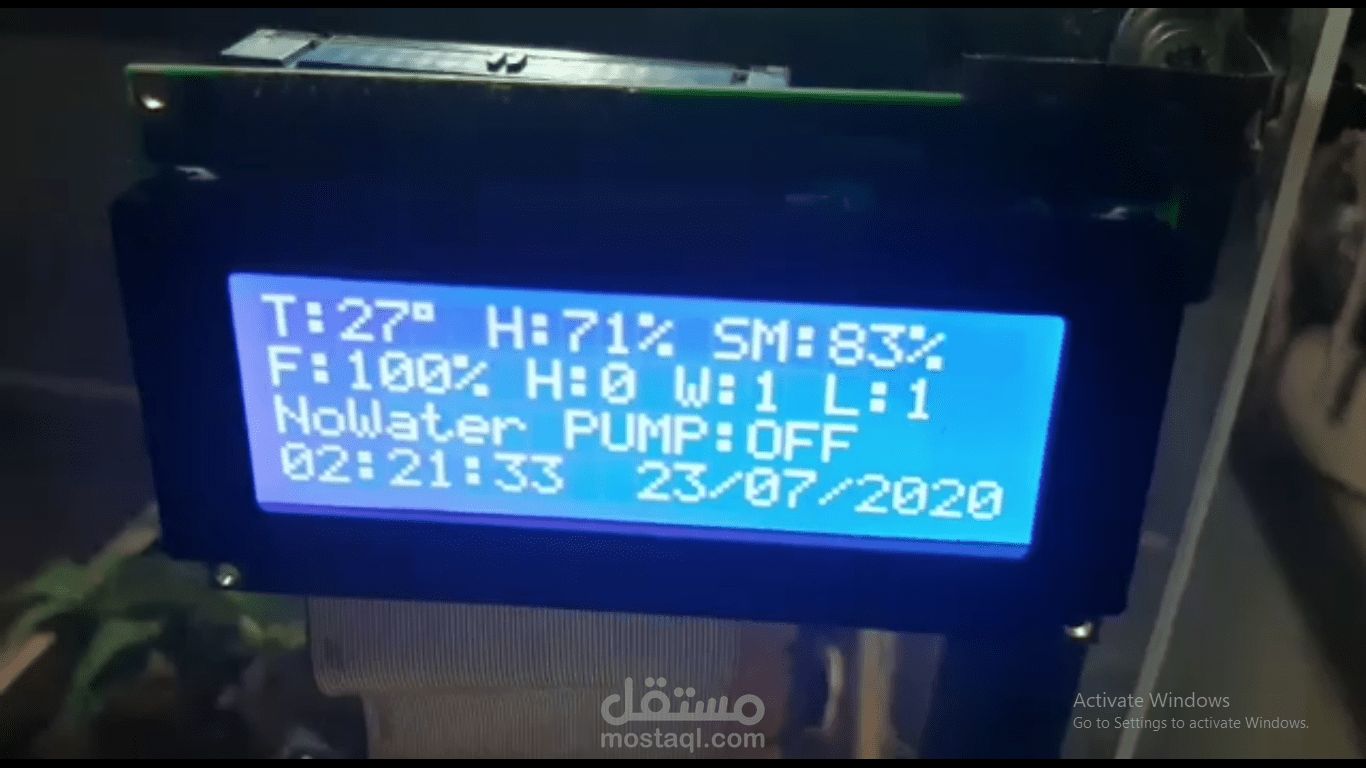 T:27° H:71% SM:83%
F:100% H:0 W:1 L:1
NoWater PUMP:OFF
02:21:33 23/07/2020
مستقل
mostaql.com
Activate Windows
Go to Settings to activate Windows.